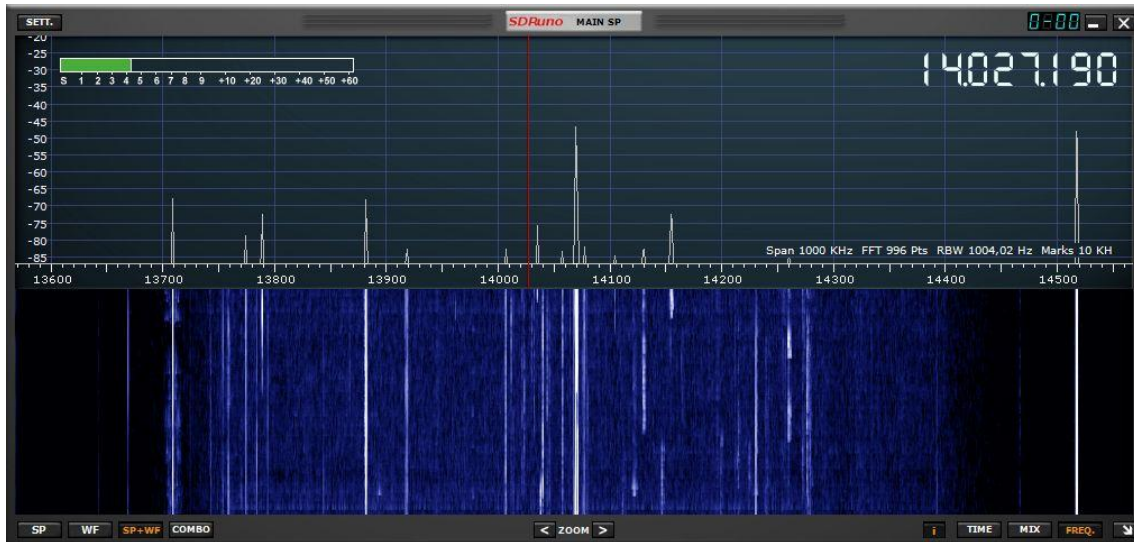 SETT.
SDRuno MAIN SP
0-00
-20
-25
-30
-35
-40
-45
-50
-55
-60
-65
-70
-75
-80
-85
S 1 2 3 4 5 6 7 8 9 +10 +20 +30 +40 +50 +60
14.027.190
Span 1000 KHz FFT 996 Pts RBW 1004,02 Hz Marks 10 KH
13600 13700 13800 13900 14000 14100 14200 14300 14400 14500
SP WF SP+WF COMBO < ZOOM > i TIME MIX FREQ.